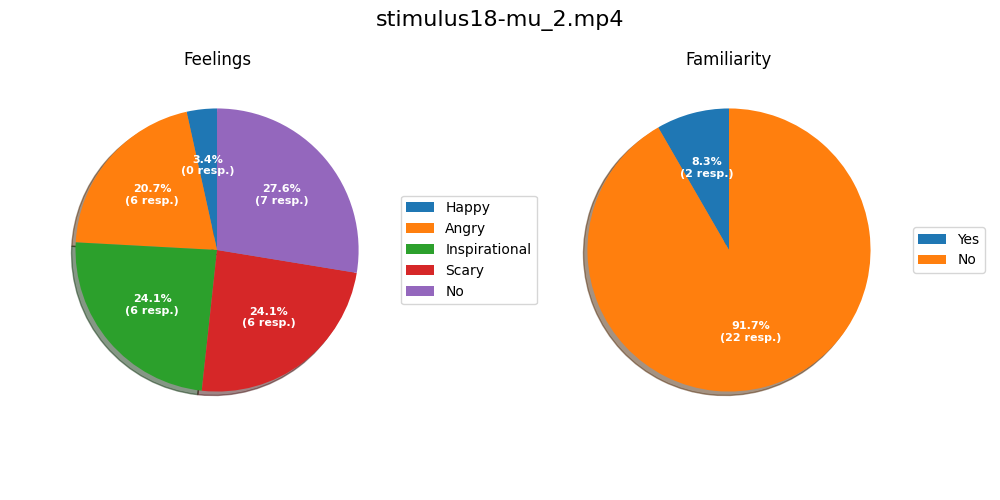 stimulus18-mu_2.mp4
Feelings
3.4%
(0 resp.)
20.7%
(6 resp.)
27.6%
(7 resp.)
24.1%
(6 resp.)
24.1%
(6 resp.)
Happy
Angry
Inspirational
Scary
No
Familiarity
8.3%
(2 resp.)
91.7%
(22 resp.)
Yes
No